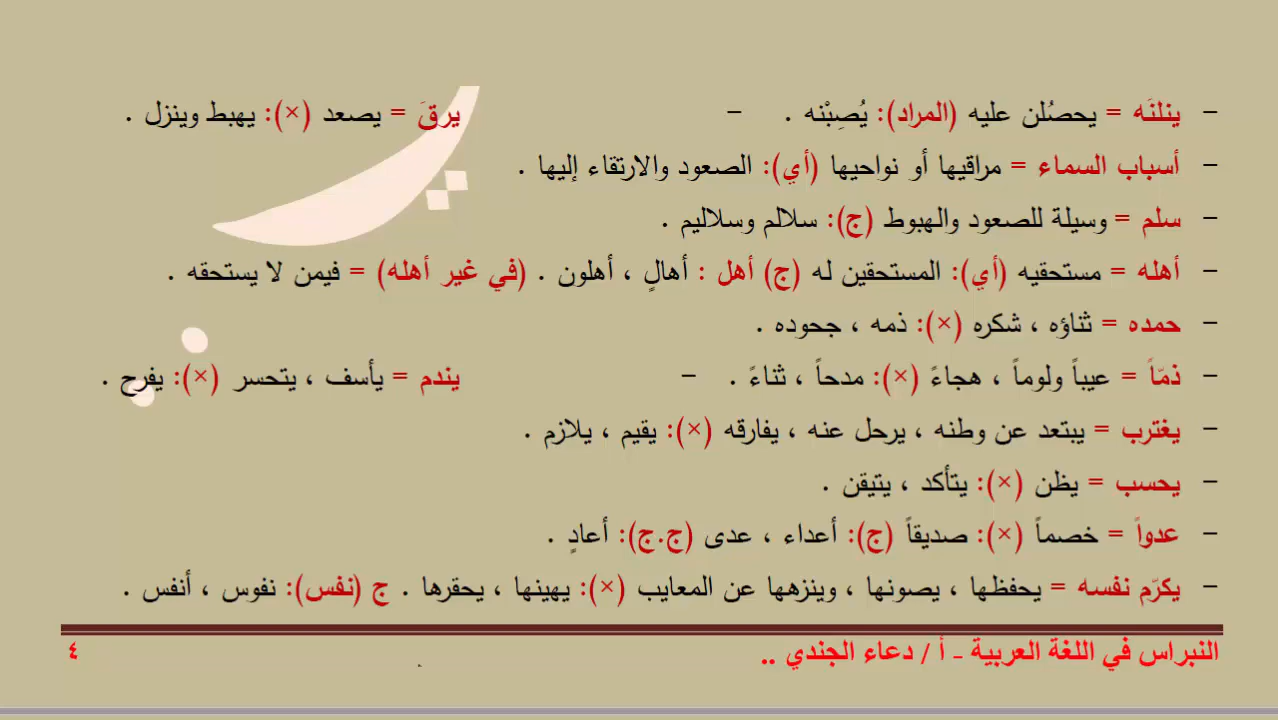 - ينلنَه = يحصُلن عليه (المراد): يُصِبْنه . - يرقَ = يصعد (×): يهبط وينزل .
- أسباب السماء = مراقيها أو نواحيها (أي): الصعود والارتقاء إليها .
- سلم = وسيلة للصعود والهبوط (ج): سلالم وسلاليم .
- أهله = مستحقيه (أي): المستحقين له (ج) أهل : أهالٍ ، أهلون . (في غير أهله) = فيمن لا يستحقه .
- حمده = ثناؤه ، شكره (×): ذمه ، جحوده .
- ذمّاً = عيباً ولوماً ، هجاءً (×): مدحاً ، ثناءً . - يندم = يأسف ، يتحسر (×): يفرح .
- يغترب = يبتعد عن وطنه ، يرحل عنه ، يفارقه (×): يقيم ، يلازم .
- يحسب = يظن (×): يتأكد ، يتيقن .
- عدواً = خصماً (×): صديقاً (ج): أعداء ، عدى (ج.ج): أعادٍ .
- يكرّم نفسه = يحفظها ، يصونها ، وينزهها عن المعايب (×): يهينها ، يحقرها . ج (نفس): نفوس ، أنفس .
النبراس في اللغة العربية - أ / دعاء الجندي .. ٤